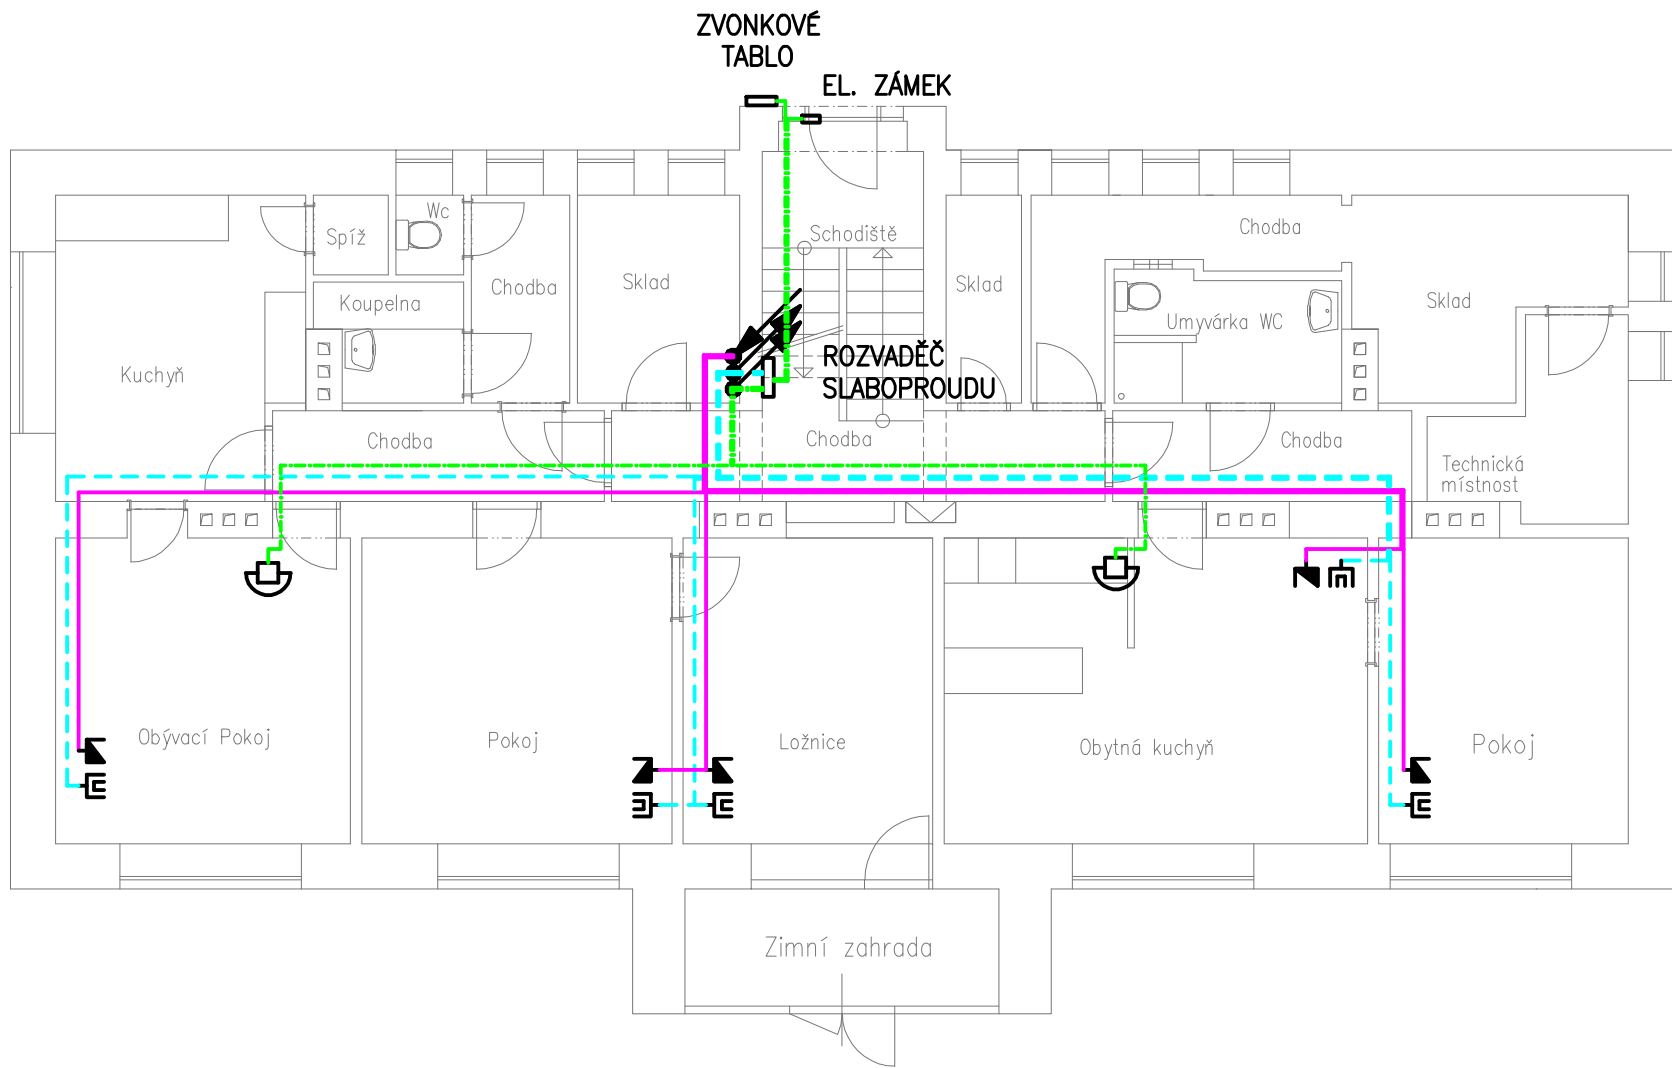 ZVONKOVÉ
TABLO
EL. ZÁMEK
Wc
Spíž
Schodiště
Chodba
Sklad
Koupelna
Chodba
Sklad
Sklad
Umyvárka WC
Kuchyň
ROZVADĚČ
SLABOPROUDU
Chodba
Chodba
Chodba
Technická
místnost
Obývací Pokoj
Pokoj
Ložnice
Obytná kuchyň
Pokoj
Zimní zahrada